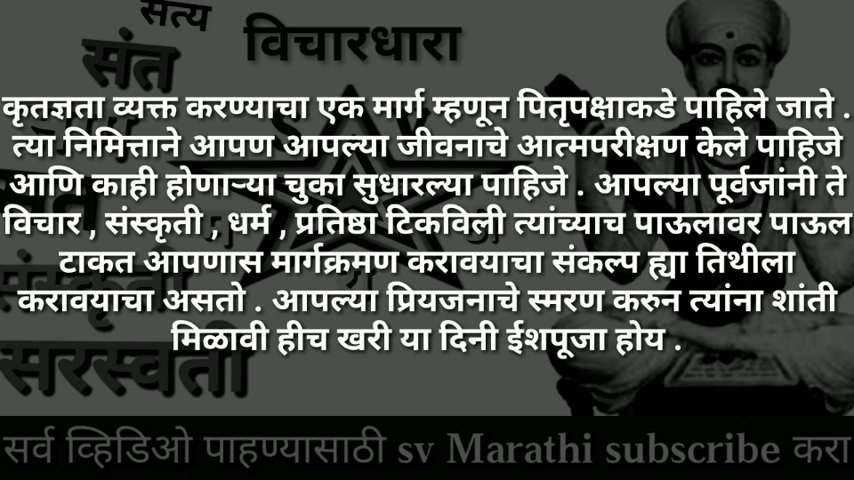 सत्य
संत
विचारधारा
कृतज्ञता व्यक्त करण्याचा एक मार्ग म्हणून पितृपक्षाकडे पाहिले जाते .
त्या निमित्ताने आपण आपल्या जीवनाचे आत्मपरीक्षण केले पाहिजे
आणि काही होणाऱ्या चुका सुधारल्या पाहिजे . आपल्या पूर्वजांनी ते
विचार , संस्कृती , धर्म , प्रतिष्ठा टिकविली त्यांच्याच पाऊलावर पाऊल
टाकत आपणास मार्गक्रमण करावयाचा संकल्प ह्या तिथीला
करावयाचा असतो . आपल्या प्रियजनाचे स्मरण करुन त्यांना शांती
मिळावी हीच खरी या दिनी ईशपूजा होय .
संस्कृती
सरस्वती
सर्व व्हिडिओ पाहण्यासाठी sv Marathi subscribe करा